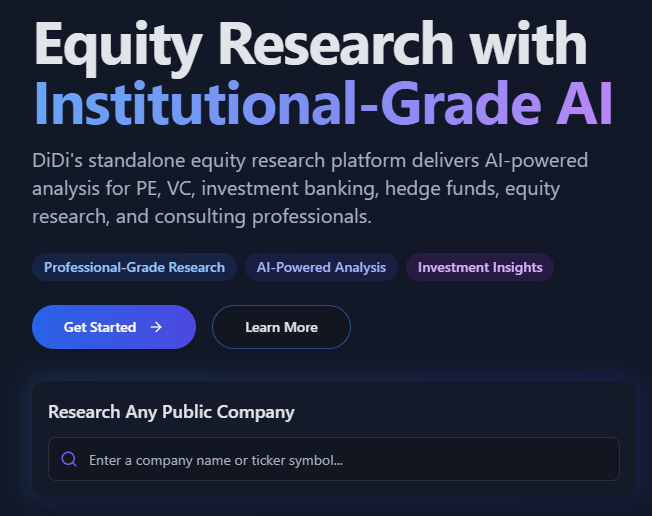 Equity Research with
Institutional-Grade AI
DiDi's standalone equity research platform delivers AI-powered
analysis for PE, VC, investment banking, hedge funds, equity
research, and consulting professionals.
Professional-Grade Research AI-Powered Analysis Investment Insights
Get Started → Learn More
Research Any Public Company
Enter a company name or ticker symbol...